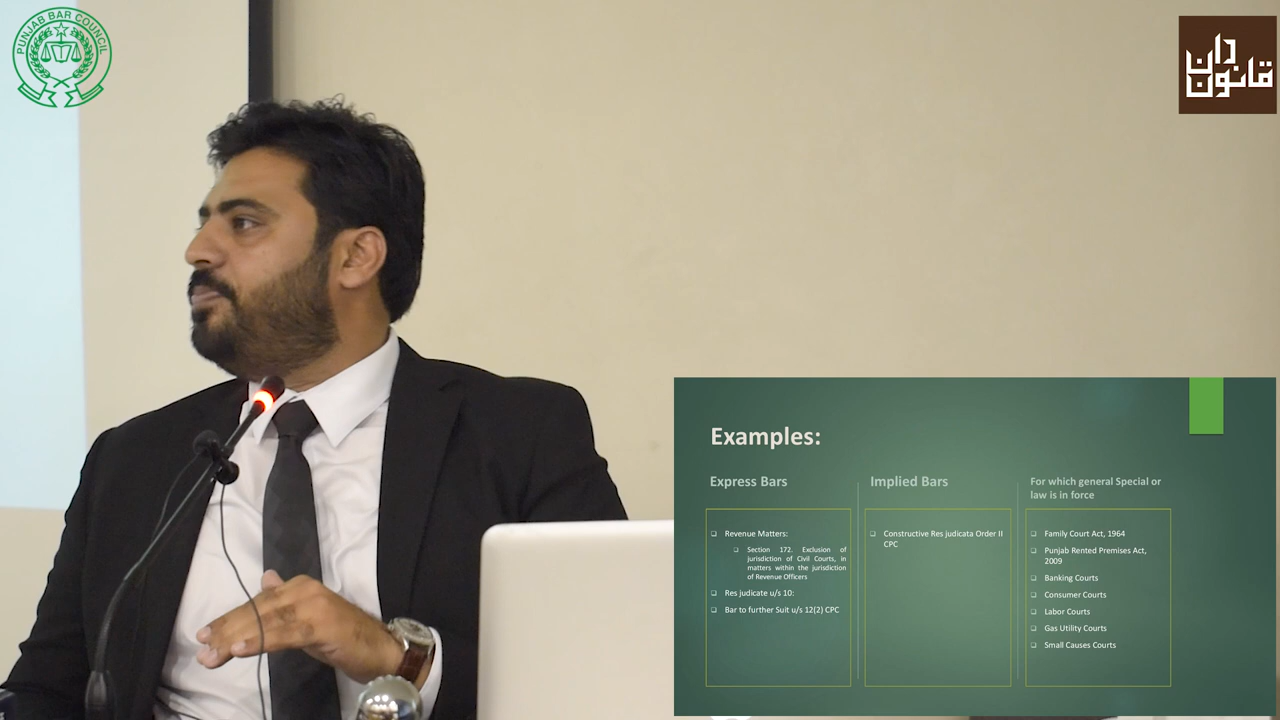 PUNJAB BAR COUNCIL
قانون دان
Examples:
Express Bars
Revenue Matters:
Section 172. Exclusion of
jurisdiction of Civil Courts, in
matters within the jurisdiction
of Revenue Officers
Res judicate u/s 10:
Bar to further Suit u/s 12(2) CPC
Implied Bars
Constructive Res judicata Order II
CPC
For which general Special or
law is in force
Family Court Act, 1964
Punjab Rented Premises Act,
2009
Banking Courts
Consumer Courts
Labor Courts
Gas Utility Courts
Small Causes Courts